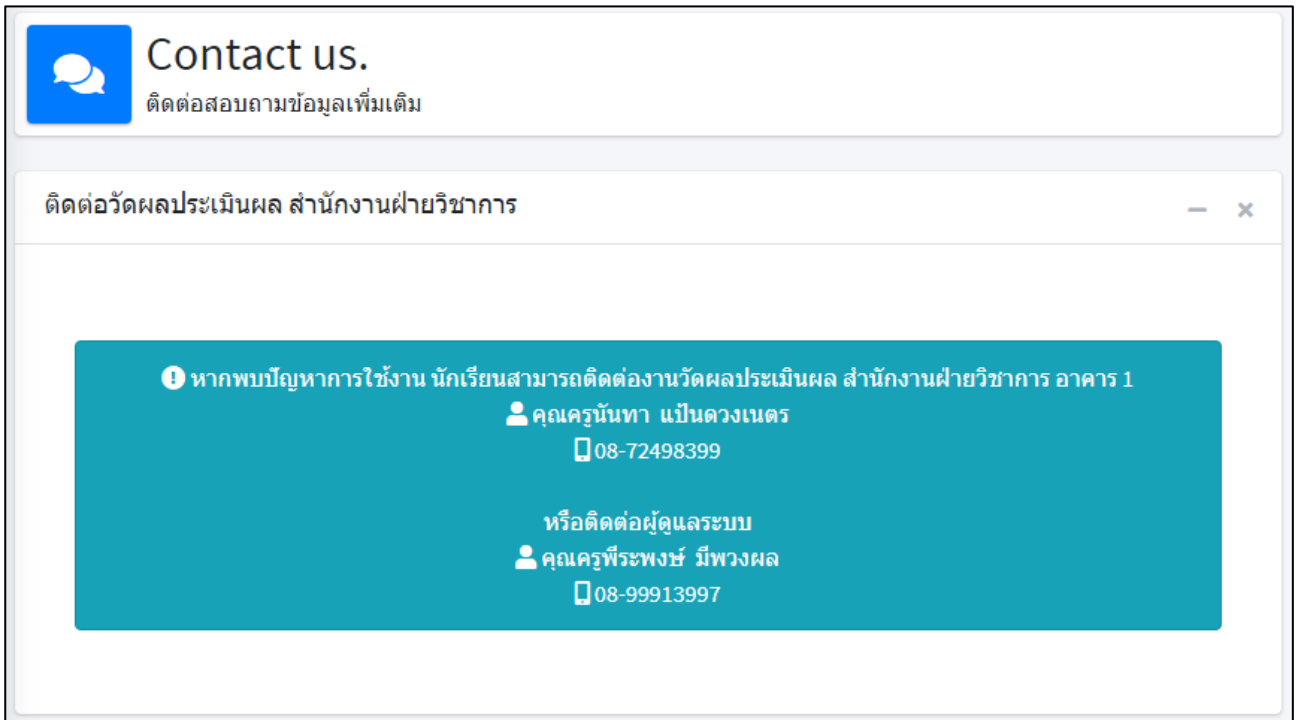 Contact us.
ติดต่อสอบถามข้อมูลเพิ่มเติม
ติดต่อวัดผลประเมินผล สำนักงานฝ่ายวิชาการ
หากพบปัญหาการใช้งาน นักเรียนสามารถติดต่องานวัดผลประเมินผล สำนักงานฝ่ายวิชาการ อาคาร 1
คุณครูนันทา แป้นดวงเนตร
08-72498399
หรือติดต่อผู้ดูแลระบบ
คุณครูพีระพงษ์ มีพวงผล
08-99913997